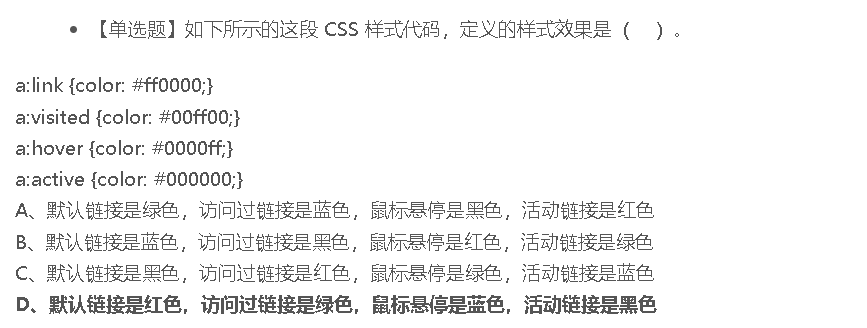 • 【单选题】如下所示的这段 CSS 样式代码，定义的样式效果是（    ）。
a:link {color: #ff0000;}
a:visited {color: #00ff00;}
a:hover {color: #0000ff;}
a:active {color: #000000;}
A、默认链接是绿色，访问过链接是蓝色，鼠标悬停是黑色，活动链接是红色
B、默认链接是蓝色，访问过链接是黑色，鼠标悬停是红色，活动链接是绿色
C、默认链接是黑色，访问过链接是红色，鼠标悬停是绿色，活动链接是蓝色
D、默认链接是红色，访问过链接是绿色，鼠标悬停是蓝色，活动链接是黑色